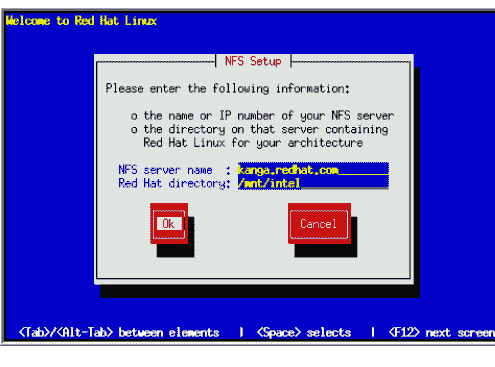 Welcome to Red Hat Linux
NFS Setup
Please enter the following information:
o the name or IP number of your NFS server
o the directory on that server containing
Red Hat Linux for your architecture
NFS server name : kanga.redhat.com
Red Hat directory: /mnt/intel
Ok Cancel
<Tab>/<Alt-Tab> between elements | <Space> selects | <F12> next screen